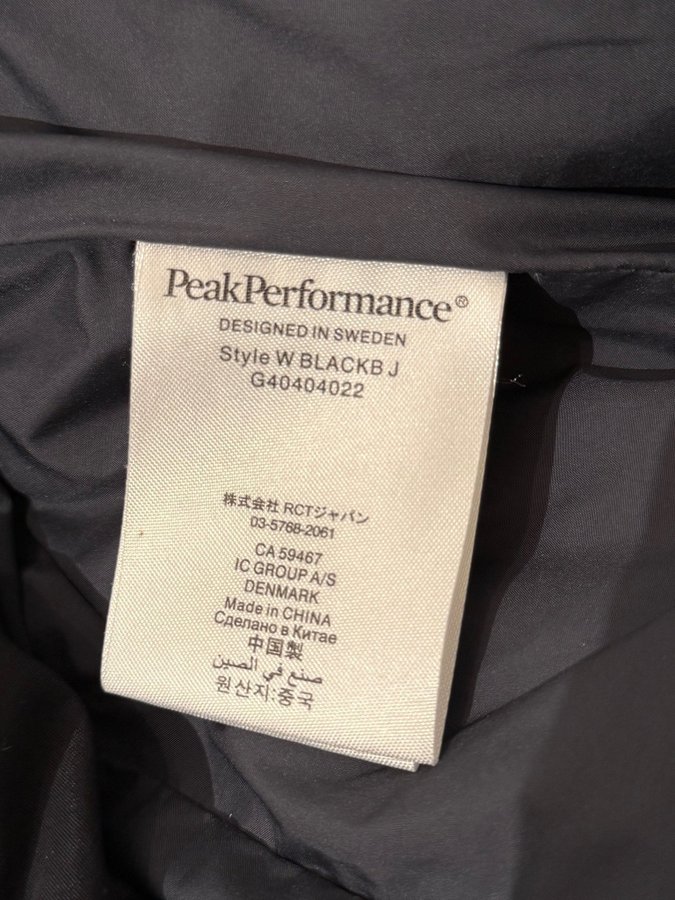 PeakPerformance®
DESIGNED IN SWEDEN
Style W BLACKB J
G40404022
株式会社 RCTジャパン
03-5768-2061
CA 59467
IC GROUP A/S
DENMARK
Made in CHINA
Сделано в Китае
中国製
صنع في الصين
원산지:중국